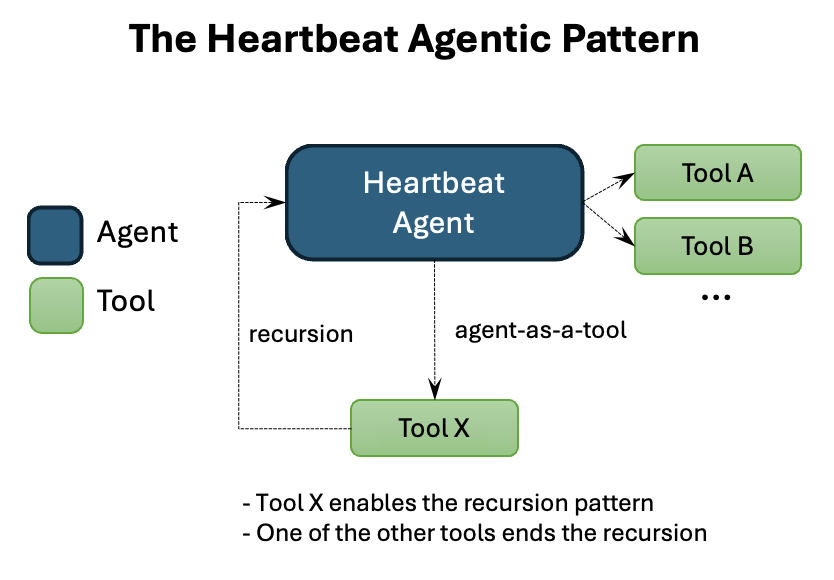 The Heartbeat Agentic Pattern
Heartbeat
Agent
Tool A
Tool B
...
Agent
Tool
recursion
agent-as-a-tool
Tool X
- Tool X enables the recursion pattern
- One of the other tools ends the recursion